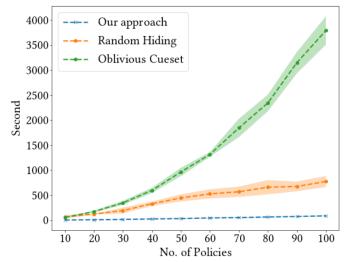 Our approach
Random Hiding
Oblivious Cueset
4000
3500
3000
2500
2000
1500
1000
500
0
Second
10 20 30 40 50 60 70 80 90 100
No. of Policies